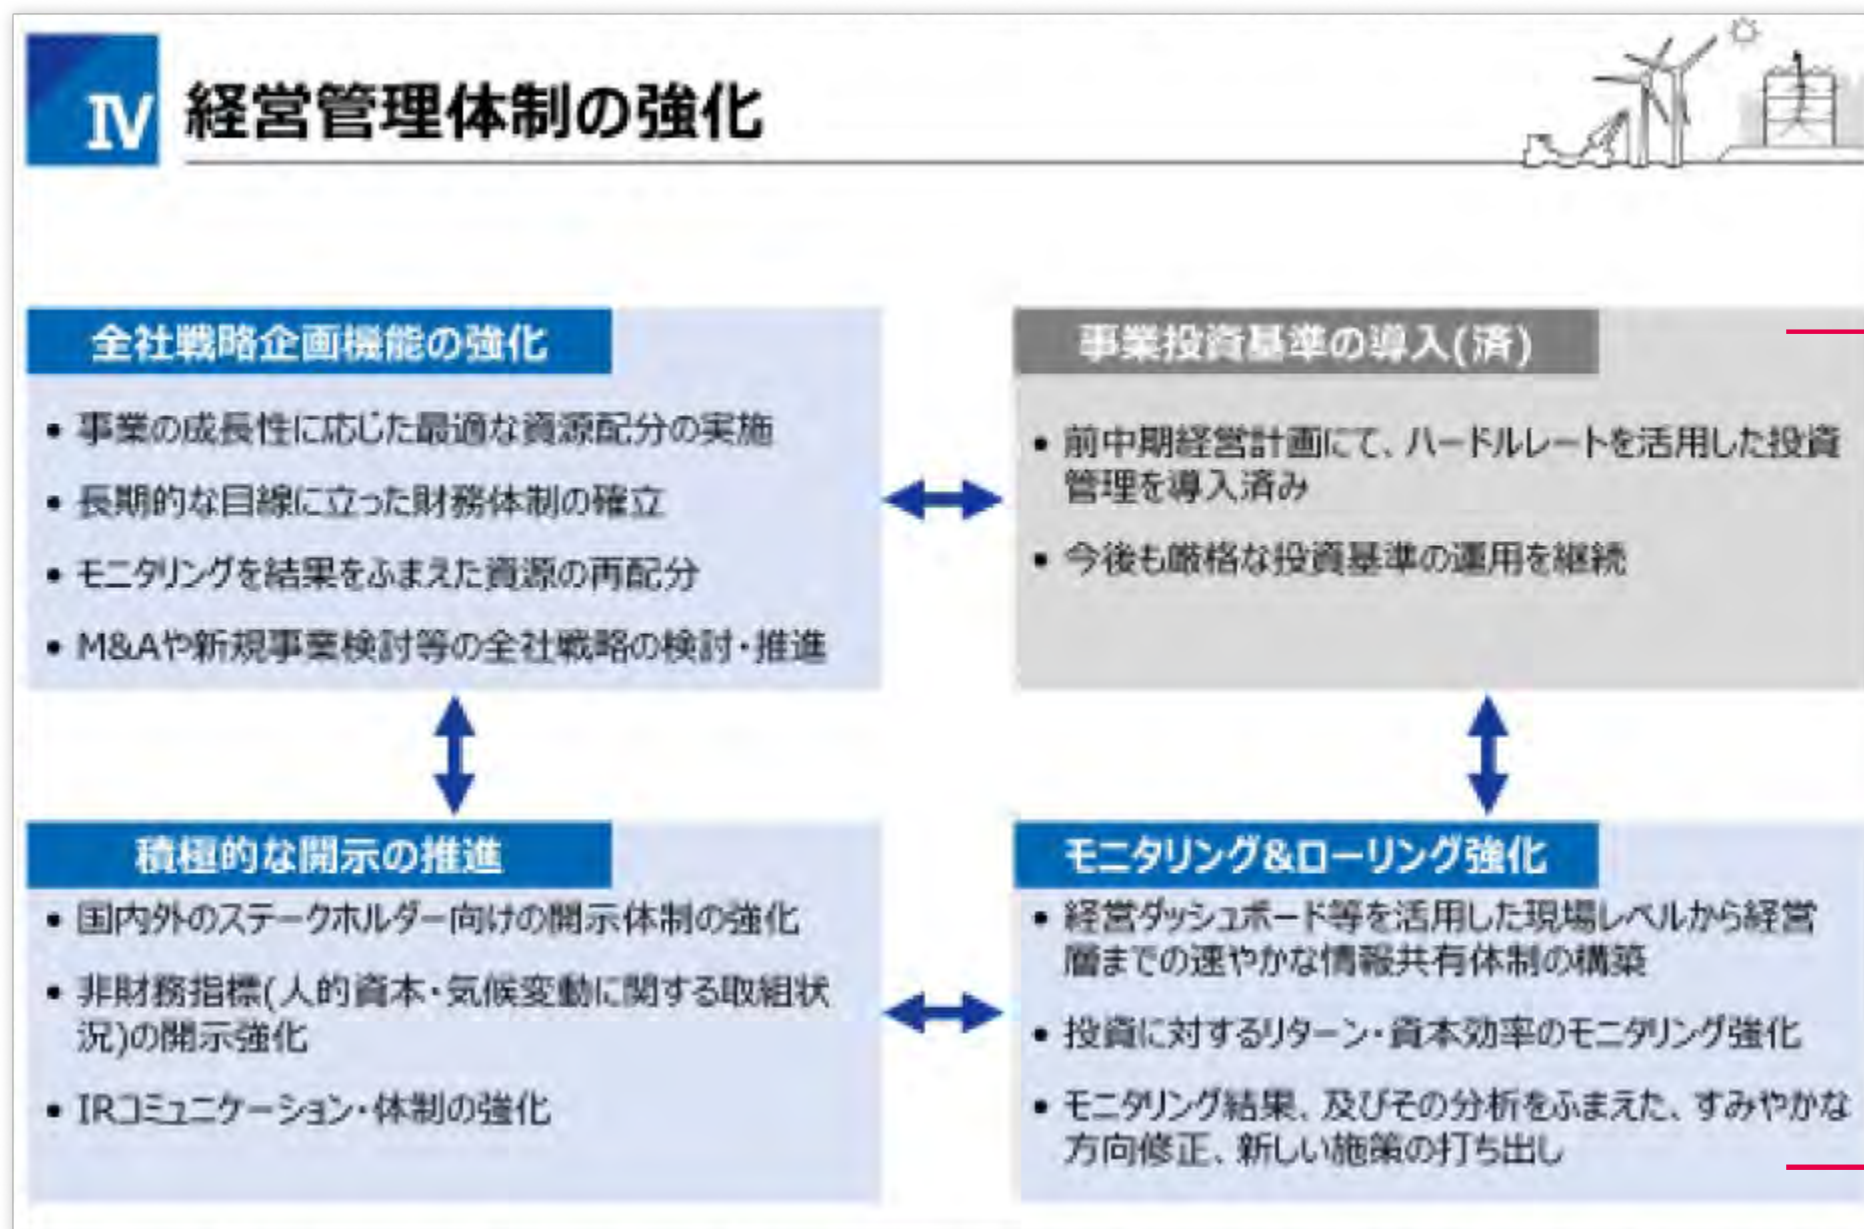 IV 経営管理体制の強化
全社戦略企画機能の強化
• 事業の成長性に応じた最適な資源配分の実施
• 長期的な目線に立った財務体制の確立
• モニタリングを結果をふまえた資源の再配分
• M&Aや新規事業検討等の全社戦略の検討・推進
事業投資基準の導入(済)
• 前中期経営計画にて、ハードルレートを活用した投資
管理を導入済み
• 今後も厳格な投資基準の運用を継続
積極的な開示の推進
• 国内外のステークホルダー向けの開示体制の強化
• 非財務指標(人的資本・気候変動に関する取組状
況)の開示強化
• IRコミュニケーション・体制の強化
モニタリング&ローリング強化
• 経営ダッシュボード等を活用した現場レベルから経営
層までの速やかな情報共有体制の構築
• 投資に対するリターン・資本効率のモニタリング強化
• モニタリング結果、及びその分析をふまえた、すみやかな
方向修正、新しい施策の打ち出し